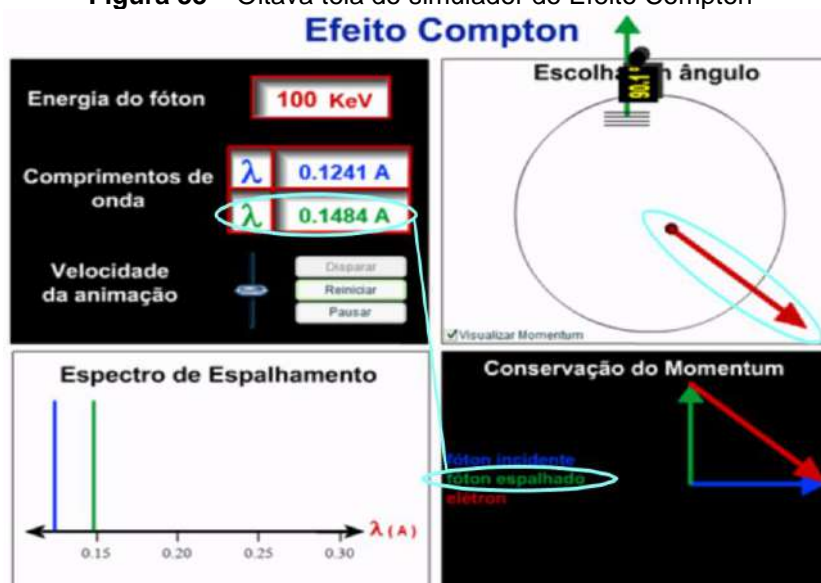 Efeito Compton
Energia do fóton
100 KeV
Comprimentos de onda
λ 0.1241 A
λ 0.1484 A
Velocidade da animação
Disparar
Reiniciar
Pausar
ângulo
90.1°
Visualizar Momentum
Espectro de Espalhamento
0.15 0.20 0.25 0.30
λ (A)
Conservação do Momentum
fóton incidente
fóton espalhado
elétron